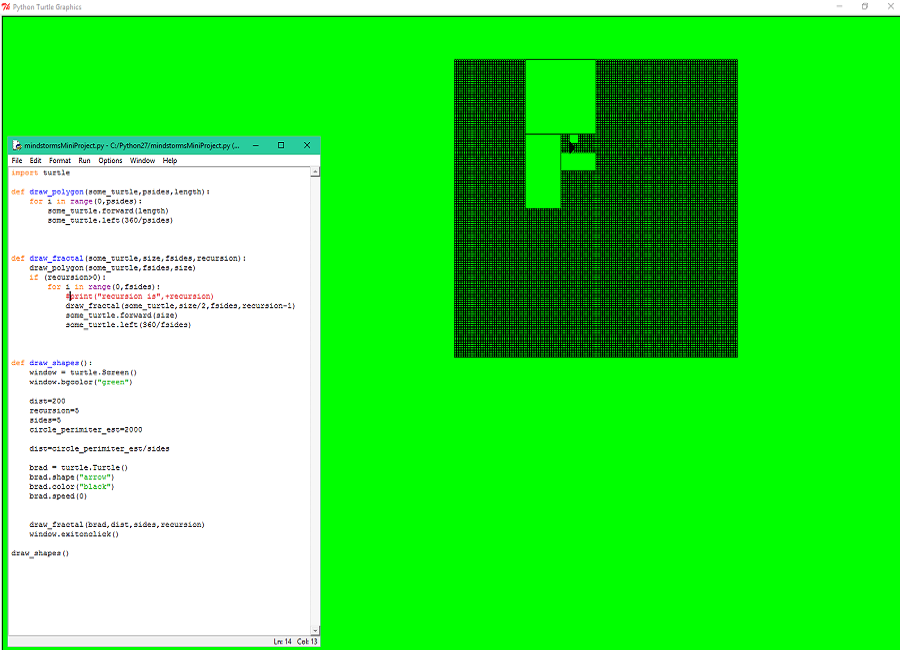 Python Turtle Graphics
mindstormsMiniProject.py - C:/Python27/mindstormsMiniProject.py (...
File Edit Format Run Options Window Help
import turtle
def draw_polygon(some_turtle,psides,length):
    for i in range(0,psides):
        some_turtle.forward(length)
        some_turtle.left(360/psides)
def draw_fractal(some_turtle,size,fsides,recursion):
    draw_polygon(some_turtle,fsides,size)
    if (recursion>0):
        for i in range(0,fsides):
            #print("recursion is",+recursion)
            draw_fractal(some_turtle,size/2,fsides,recursion-1)
            some_turtle.forward(size)
            some_turtle.left(360/fsides)
def draw_shapes():
    window = turtle.Screen()
    window.bgcolor("green")
    dist=200
    recursion=5
    sides=5
    circle_perimiter_est=2000
    dist=circle_perimiter_est/sides
    brad = turtle.Turtle()
    brad.shape("arrow")
    brad.color("black")
    brad.speed(0)
    draw_fractal(brad,dist,sides,recursion)
    window.exitonclick()
draw_shapes()
Ln: 14 Col: 13